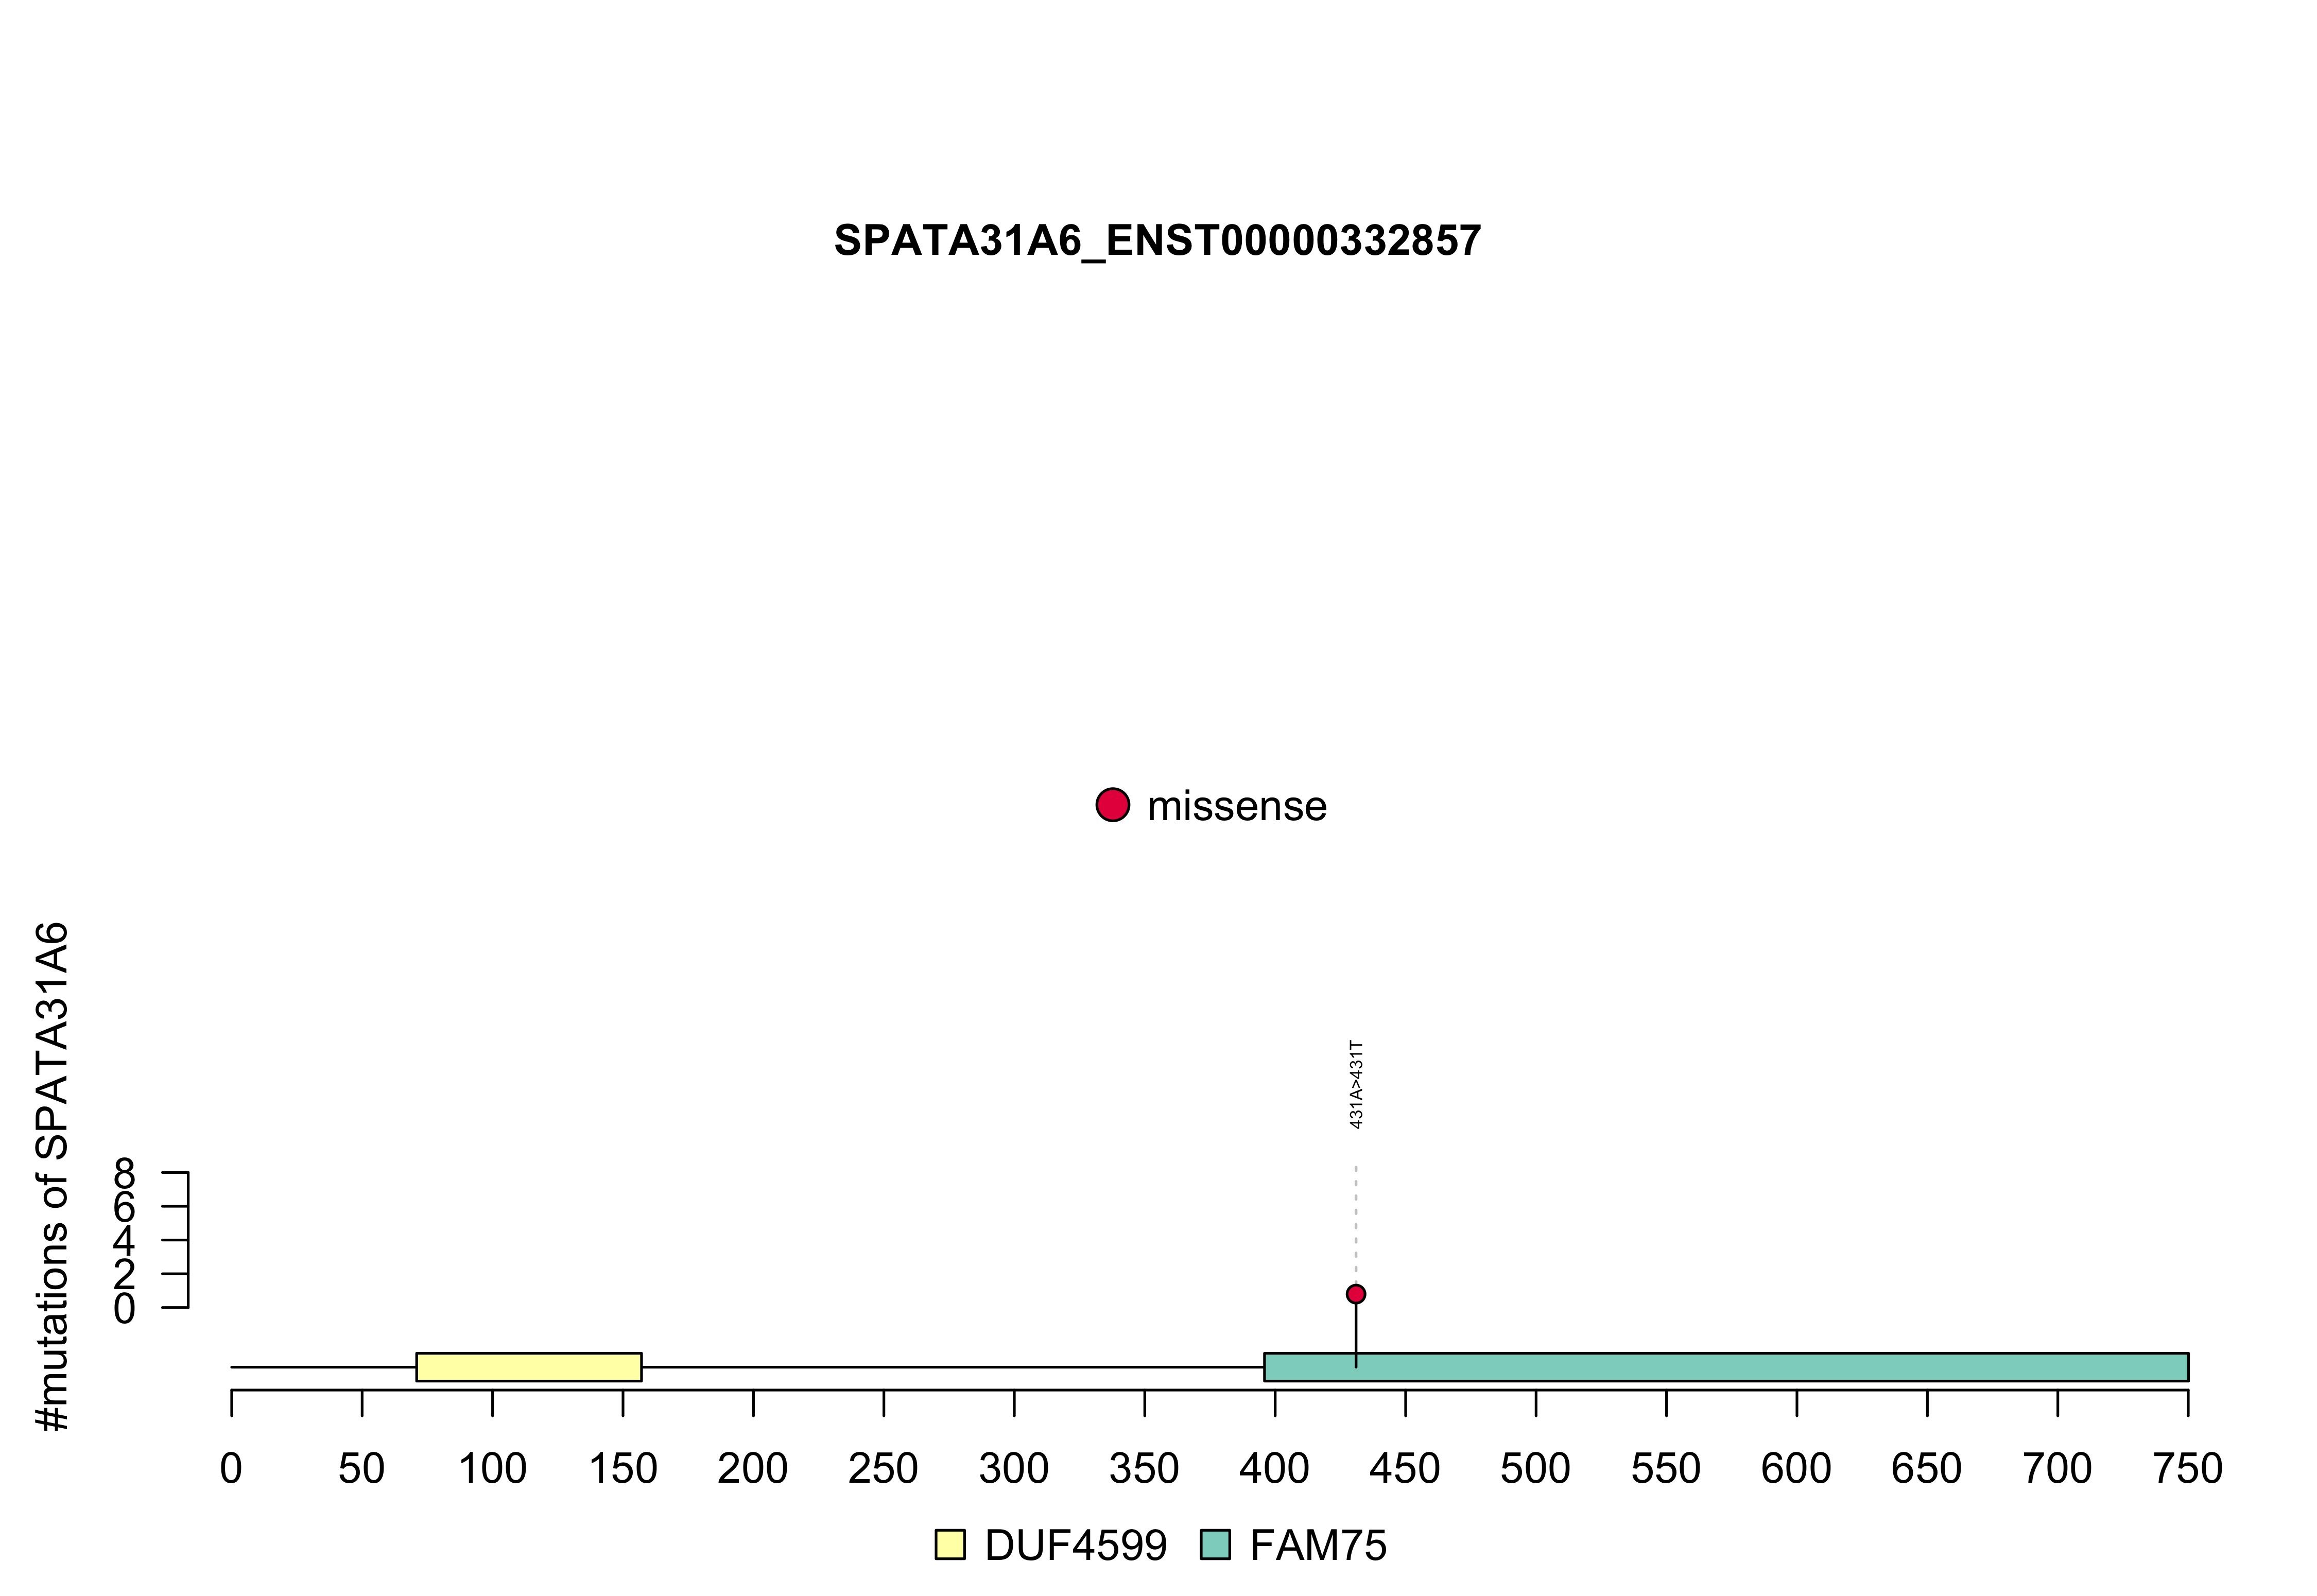 SPATA31A6_ENST00000332857
missense
#mutations of SPATA31A6
431A>431T
8
6
4
2
0
0 50 100 150 200 250 300 350 400 450 500 550 600 650 700 750
DUF4599 FAM75